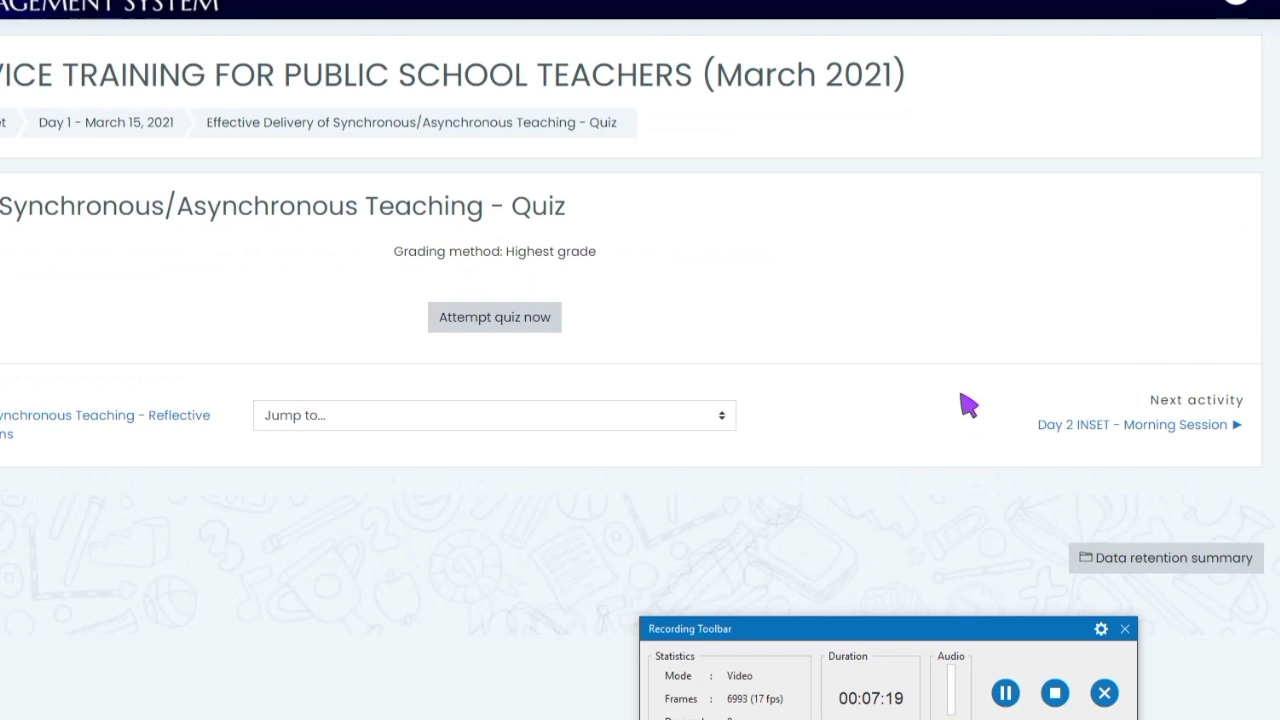 AGEMENT SYSTEM
VICE TRAINING FOR PUBLIC SCHOOL TEACHERS (March 2021)
et Day 1 - March 15, 2021 Effective Delivery of Synchronous/Asynchronous Teaching - Quiz
Synchronous/Asynchronous Teaching - Quiz
Grading method: Highest grade
Attempt quiz now
Next activity
ynchronous Teaching - Reflective
ns
Jump to...
Day 2 INSET - Morning Session ►
Data retention summary
Recording Toolbar
Statistics
Duration
Audio
Mode : Video
Frames : 6993 (17 fps)
00:07:19